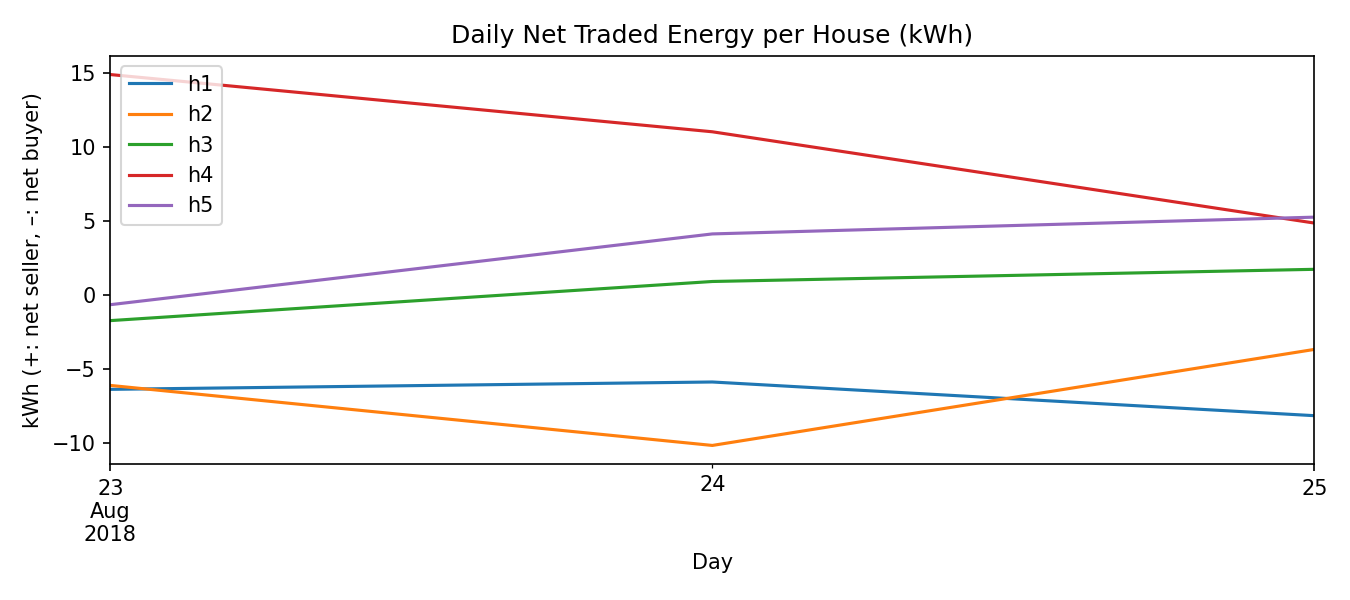 Daily Net Traded Energy per House (kWh)
kWh (+: net seller, –: net buyer)
15
10
5
0
−5
−10
h1
h2
h3
h4
h5
23
Aug
2018
24
25
Day